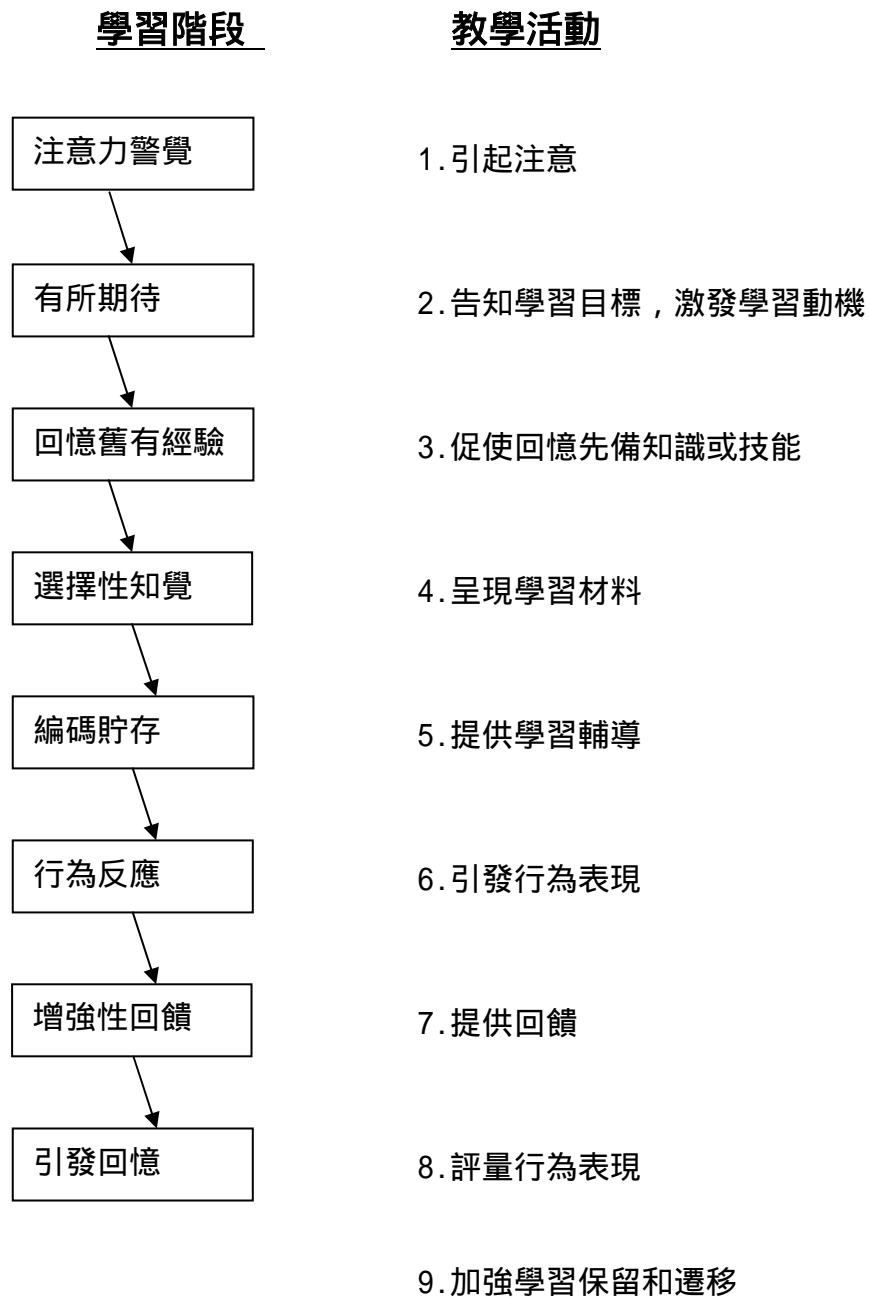 學習階段 教學活動
注意力警覺 1.引起注意
有所期待 2.告知學習目標，激發學習動機
回憶舊有經驗 3.促使回憶先備知識或技能
選擇性知覺 4.呈現學習材料
編碼貯存 5.提供學習輔導
行為反應 6.引發行為表現
增強性回饋 7.提供回饋
引發回憶 8.評量行為表現
9.加強學習保留和遷移